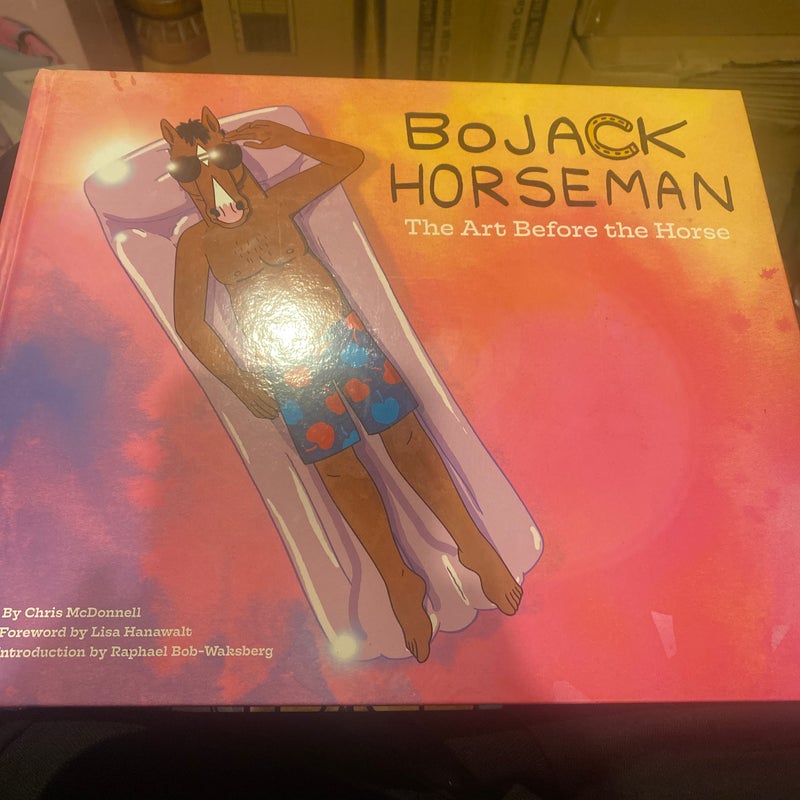 BOJACK
HORSEMAN
The Art Before the Horse
By Chris McDonnell
Foreword by Lisa Hanawalt
Introduction by Raphael Bob-Waksberg